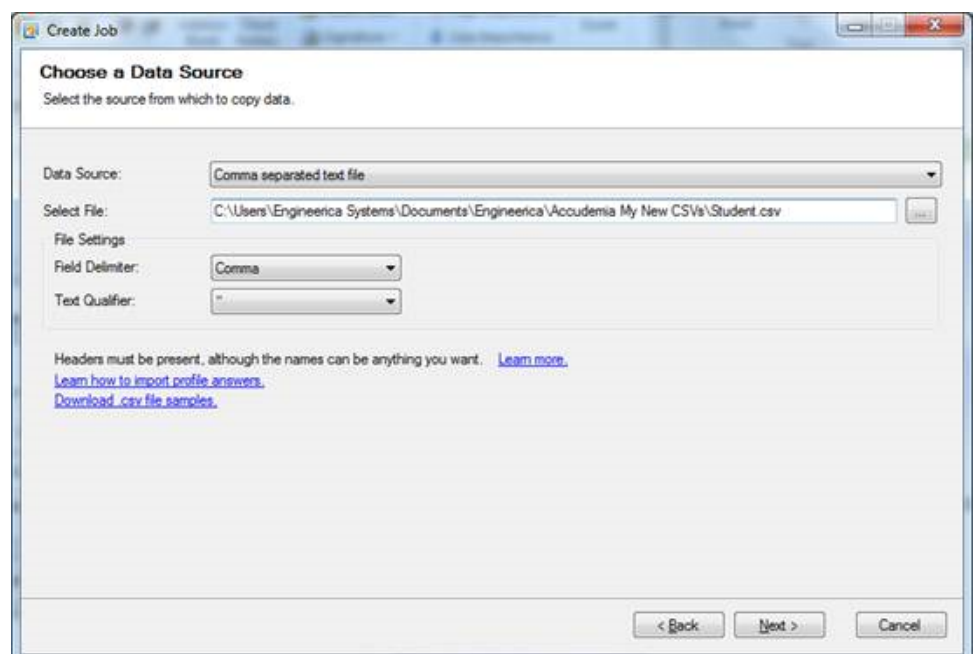 Create Job
Choose a Data Source
Select the source from which to copy data.
Data Source: Comma separated text file
Select File: C:\Users\Engineerica Systems\Documents\Engineerica\Accudemia My New CSVs\Student.csv ...
File Settings
Field Delimiter: Comma
Text Qualifier: "
Headers must be present, although the names can be anything you want. Learn more.
Learn how to import profile answers.
Download .csv file samples.
< Back Next > Cancel